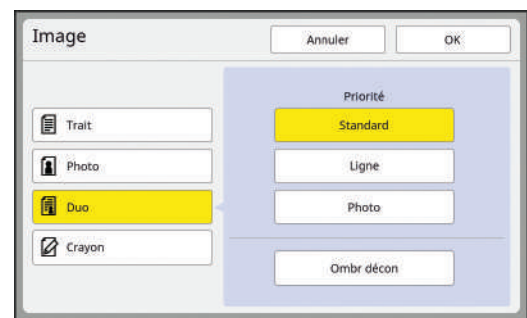 Image
Annuler
OK
Trait
Photo
Duo
Crayon
Priorité
Standard
Ligne
Photo
Ombr décon